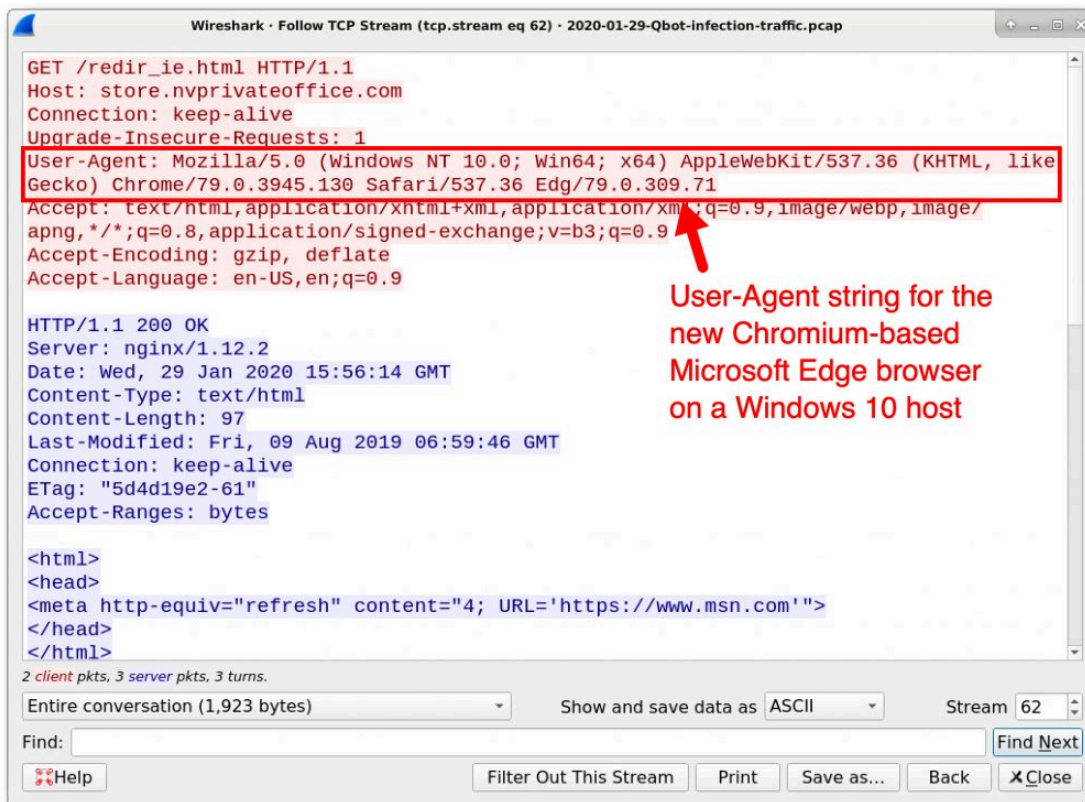 Wireshark · Follow TCP Stream (tcp.stream eq 62) · 2020-01-29-Qbot-infection-traffic.pcap
GET /redir_ie.html HTTP/1.1
Host: store.nvprivateoffice.com
Connection: keep-alive
Upgrade-Insecure-Requests: 1
User-Agent: Mozilla/5.0 (Windows NT 10.0; Win64; x64) AppleWebKit/537.36 (KHTML, like
Gecko) Chrome/79.0.3945.130 Safari/537.36 Edg/79.0.309.71
Accept: text/html,application/xhtml+xml,application/xml;q=0.9,image/webp,image/
apng,*/*;q=0.8,application/signed-exchange;v=b3;q=0.9
Accept-Encoding: gzip, deflate
Accept-Language: en-US,en;q=0.9
User-Agent string for the
new Chromium-based
Microsoft Edge browser
on a Windows 10 host
HTTP/1.1 200 OK
Server: nginx/1.12.2
Date: Wed, 29 Jan 2020 15:56:14 GMT
Content-Type: text/html
Content-Length: 97
Last-Modified: Fri, 09 Aug 2019 06:59:46 GMT
Connection: keep-alive
ETag: "5d4d19e2-61"
Accept-Ranges: bytes
<html>
<head>
<meta http-equiv="refresh" content="4; URL='https://www.msn.com'">
</head>
</html>
2 client pkts, 3 server pkts, 3 turns.
Entire conversation (1,923 bytes) Show and save data as ASCII Stream 62
Find: Find Next
Help Filter Out This Stream Print Save as... Back Close